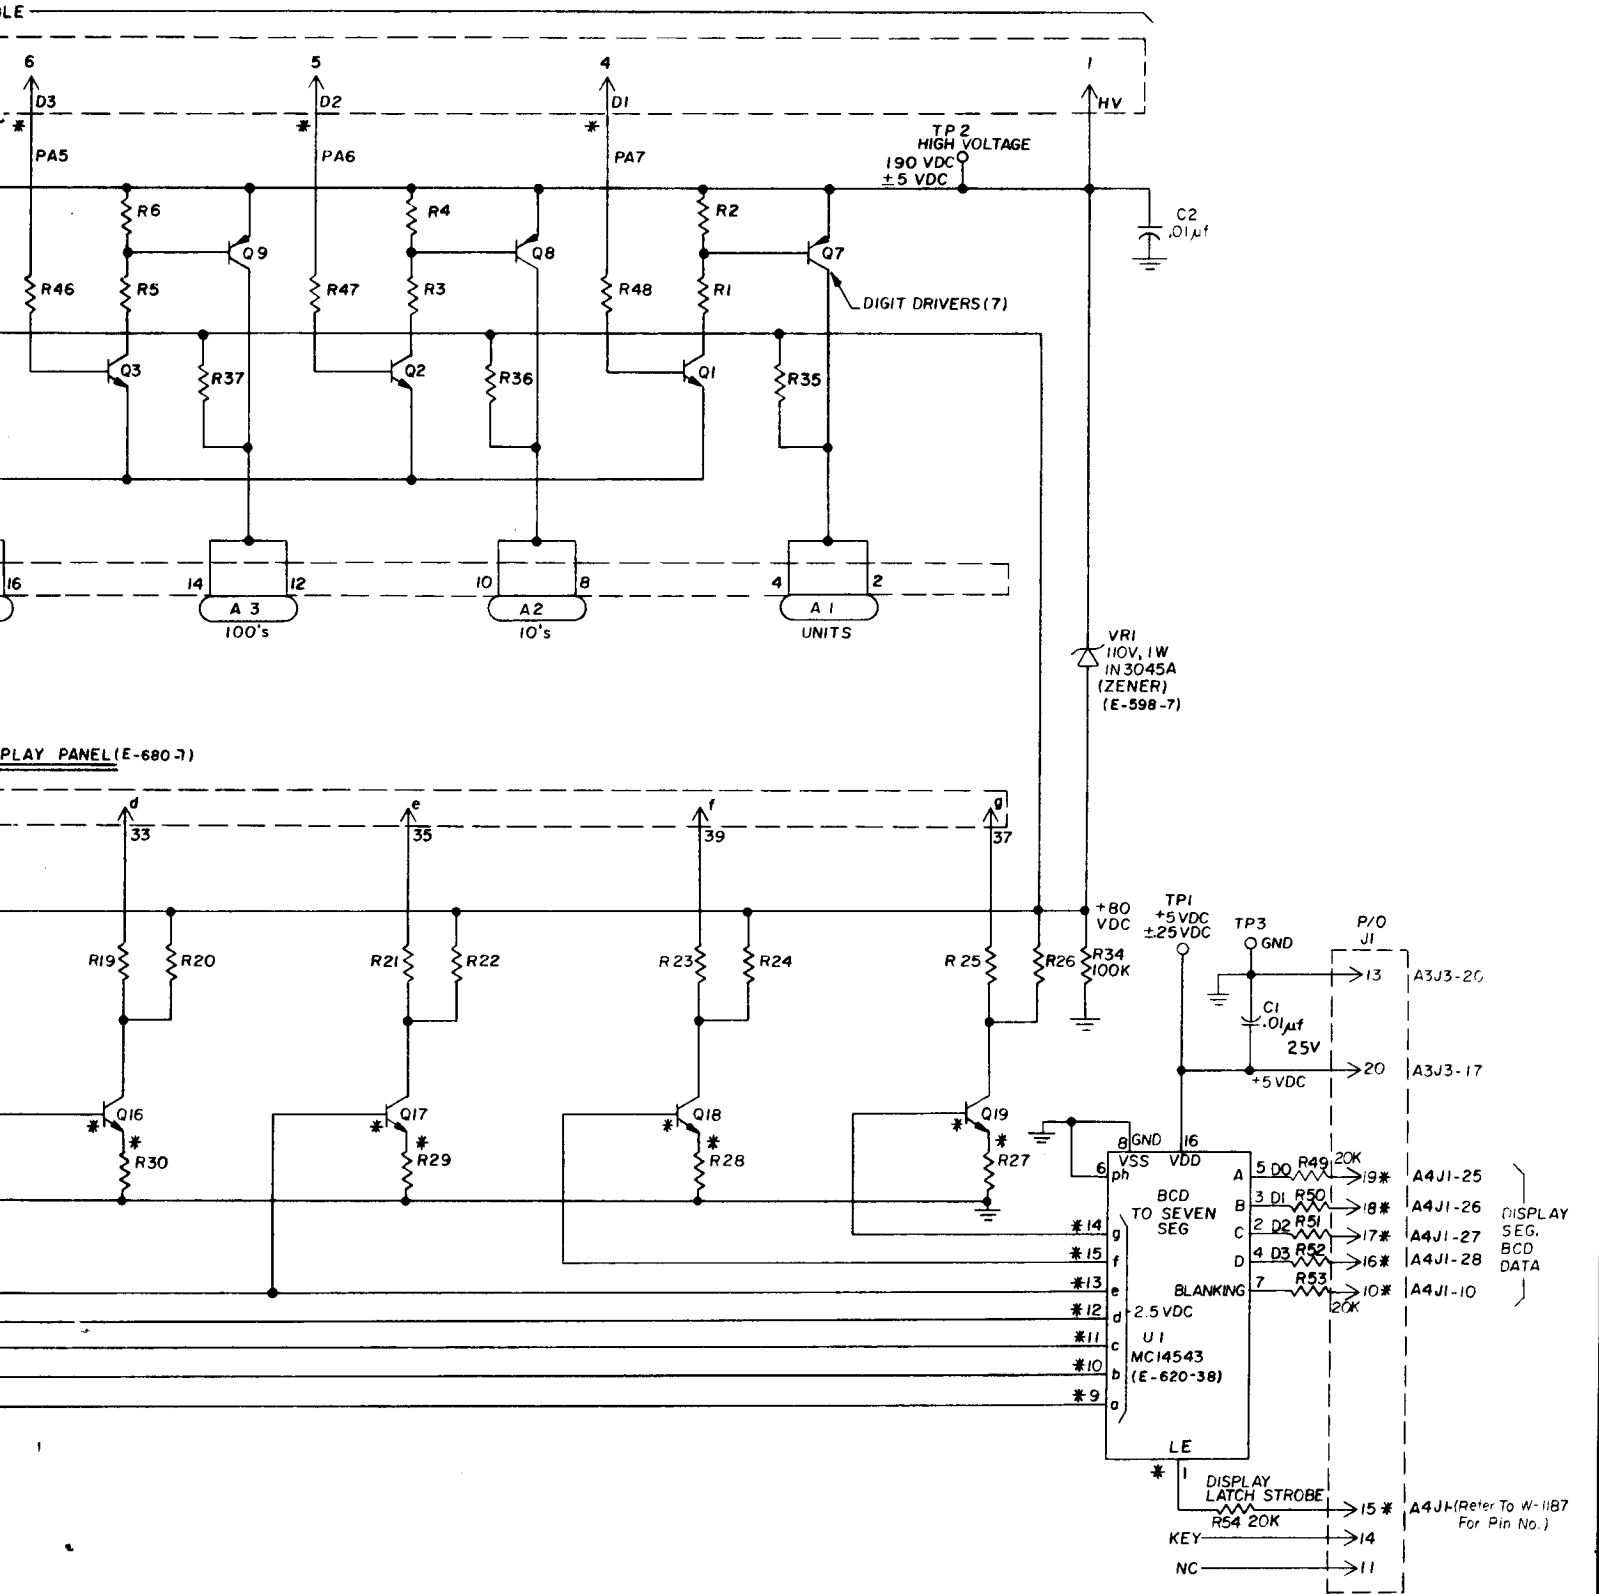 6
5
4
1
D3
D2
D1
HV
*
*
*
PA5
PA6
PA7
TP 2
HIGH VOLTAGE
190 VDC
±5 VDC
R6
R4
R2
C2
.01µf
Q9
Q8
Q7
R46
R5
R47
R3
R48
R1
DIGIT DRIVERS (7)
Q3
R37
Q2
R36
Q1
R35
16
14
12
10
8
4
2
A 3
A2
A 1
100's
10's
UNITS
VR1
110V, 1W
1N3045A
(ZENER)
(E-598-7)
PLAY PANEL (E-680-7)
d
e
f
g
33
35
39
37
+80
VDC
TP1
+5VDC
±.25VDC
TP3
GND
P/O
J1
R19
R20
R21
R22
R23
R24
R25
R26
R34
100K
13
A3J3-20
C1
.01µf
25V
+5VDC
20
A3J3-17
Q16
Q17
Q18
Q19
*
*
*
*
*
*
*
*
R30
R29
R28
R27
8
GND
16
VSS
VDD
6
ph
BCD
TO SEVEN
SEG
A
5
D0
R49
20K
19*
A4J1-25
B
3
D1
R50
18*
A4J1-26
C
2
D2
R51
17*
A4J1-27
D
4
D3
R52
16*
A4J1-28
BLANKING
7
R53
20K
10*
A4J1-10
DISPLAY
SEG.
BCD
DATA
*14
g
*15
f
*13
e
*12
d
2.5 VDC
*11
c
U1
MC14543
*10
b
(E-620-38)
*9
a
LE
*
1
DISPLAY
LATCH STROBE
R54 20K
15*
A4J1-(Refer To W-1187
For Pin No.)
KEY
14
NC
11